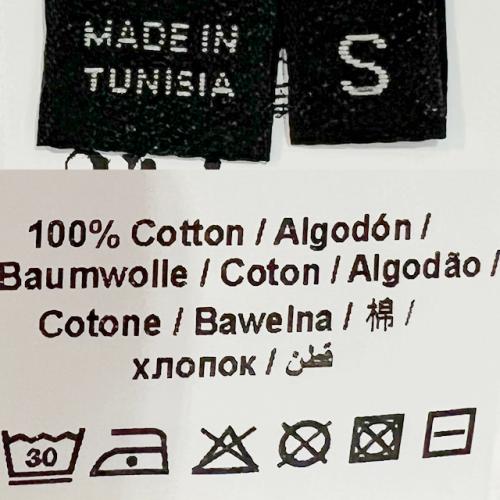 MADE IN
TUNISIA
S
100% Cotton / Algodón /
Baumwolle / Coton / Algodão /
Cotone / Bawelna / 棉 /
хлопок / قطن
30